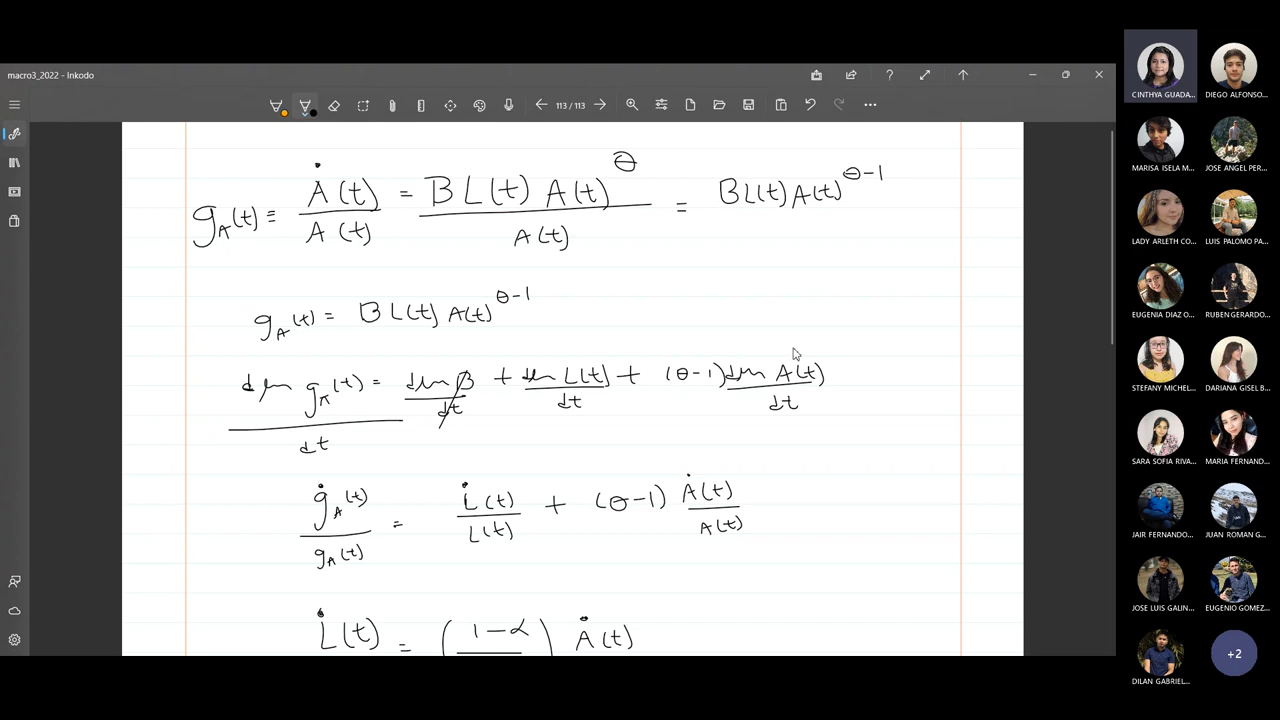 macro3_2022 - Inkodo
113 / 113
g_A(t) ≡ Ȧ(t)/A(t) = B L(t) A(t)^θ / A(t) = B L(t) A(t)^{θ-1}
g_A(t) = B L(t) A(t)^{θ-1}
d ln g_A(t)/dt = d ln B/dt + d ln L(t)/dt + (θ-1) d ln A(t)/dt
ġ_A(t)/g_A(t) = L̇(t)/L(t) + (θ-1) Ȧ(t)/A(t)
L̇(t) = (1-α) Ȧ(t)
CINTHYA GUADA...
DIEGO ALFONSO...
MARISA ISELA M...
JOSE ANGEL PER...
LADY ARLETH CO...
LUIS PALOMO PA...
EUGENIA DIAZ O...
RUBEN GERARDO...
STEFANY MICHEL...
DARIANA GISEL B...
SARA SOFIA RIVA...
MARIA FERNAND...
JAIR FERNANDO...
JUAN ROMAN G...
JOSE LUIS GALIN...
EUGENIO GOMEZ...
DILAN GABRIEL...
+2